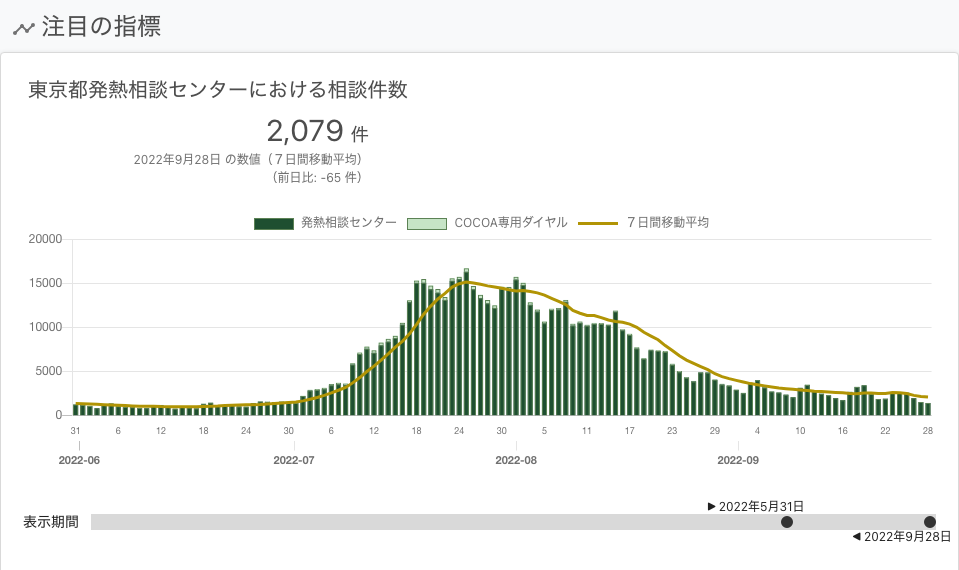 注目の指標
東京都発熱相談センターにおける相談件数
2,079 件
2022年9月28日 の数値（７日間移動平均）
（前日比: -65 件）
発熱相談センター COCOA専用ダイヤル ７日間移動平均
20000
15000
10000
5000
0
31 6 12 18 24 30 6 12 18 24 30 5 11 17 23 29 4 10 16 22 28
2022-06 2022-07 2022-08 2022-09
▶ 2022年5月31日
表示期間
◀ 2022年9月28日